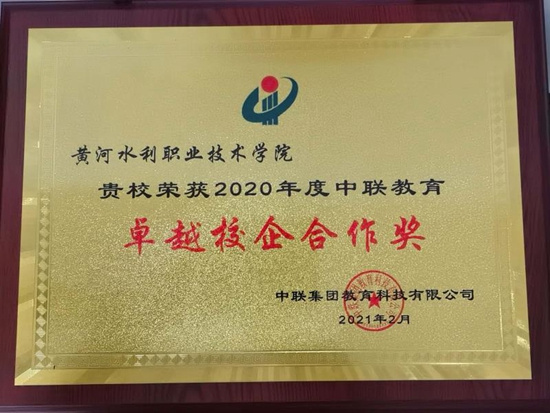 黄河水利职业技术学院
贵校荣获2020年度中联教育
卓越校企合作奖
中联集团教育科技有限公司
2021年2月